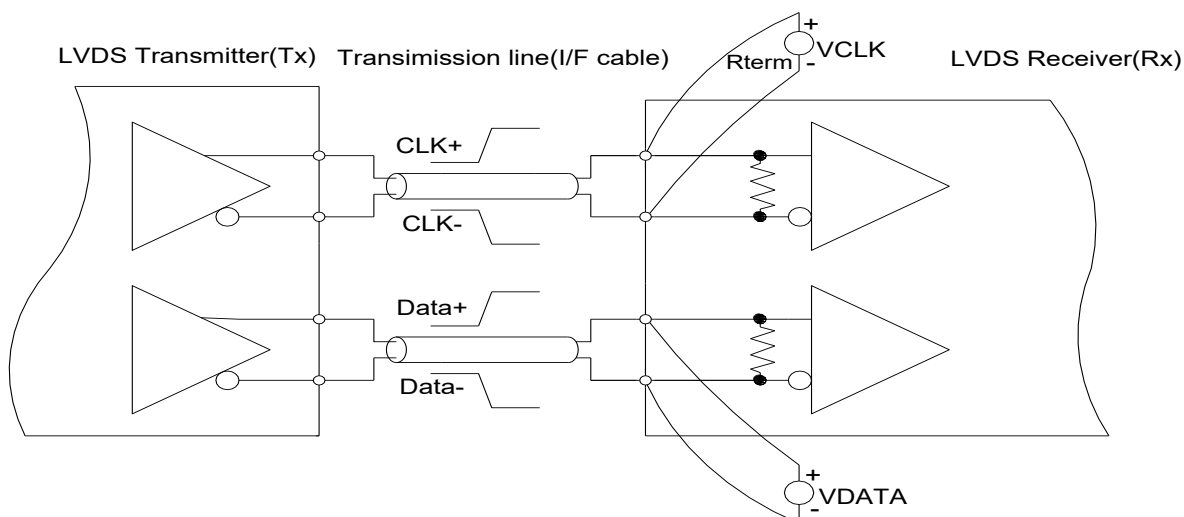 LVDS Transmitter(Tx)
Transimission line(I/F cable)
Rterm
+
VCLK
-
LVDS Receiver(Rx)
CLK+
CLK-
Data+
Data-
+
VDATA
-